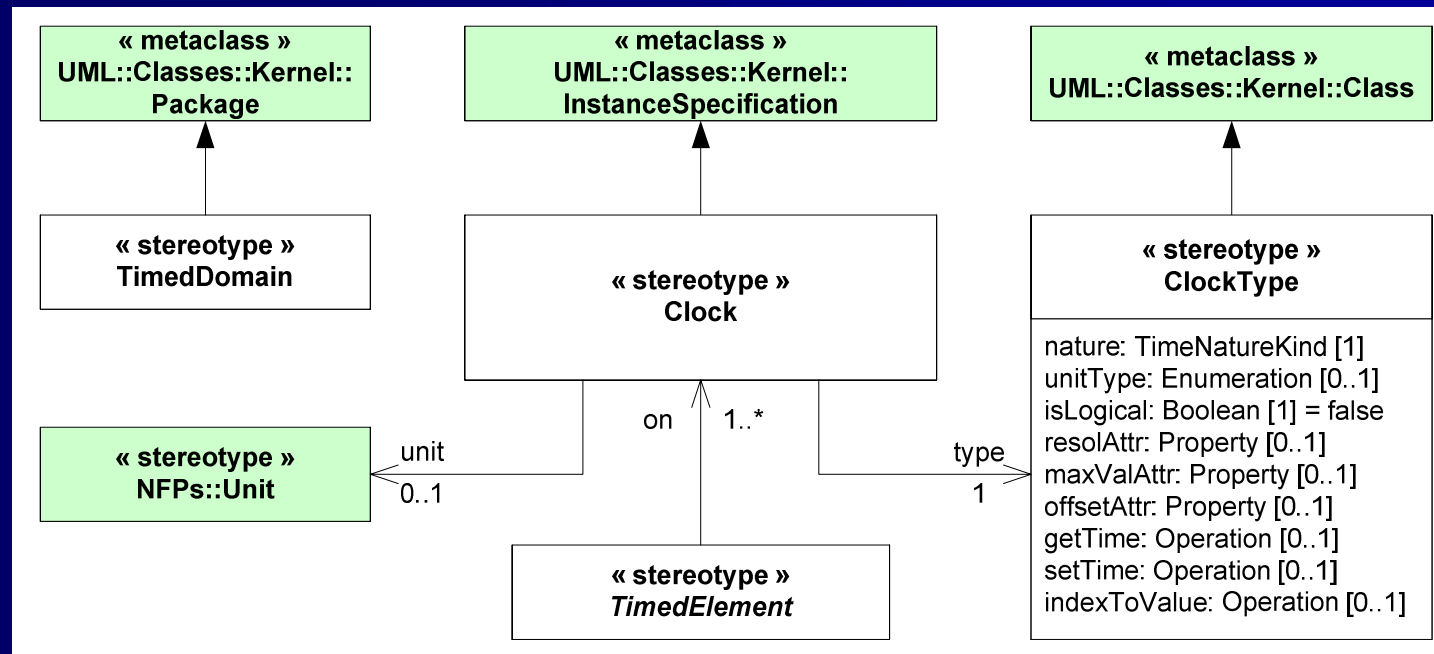 « metaclass »
UML::Classes::Kernel::
Package
« metaclass »
UML::Classes::Kernel::
InstanceSpecification
« metaclass »
UML::Classes::Kernel::Class
« stereotype »
TimedDomain
« stereotype »
Clock
« stereotype »
ClockType
nature: TimeNatureKind [1]
unitType: Enumeration [0..1]
isLogical: Boolean [1] = false
resolAttr: Property [0..1]
maxValAttr: Property [0..1]
offsetAttr: Property [0..1]
getTime: Operation [0..1]
setTime: Operation [0..1]
indexToValue: Operation [0..1]
« stereotype »
NFPs::Unit
unit
0..1
on 1..*
type
1
« stereotype »
TimedElement